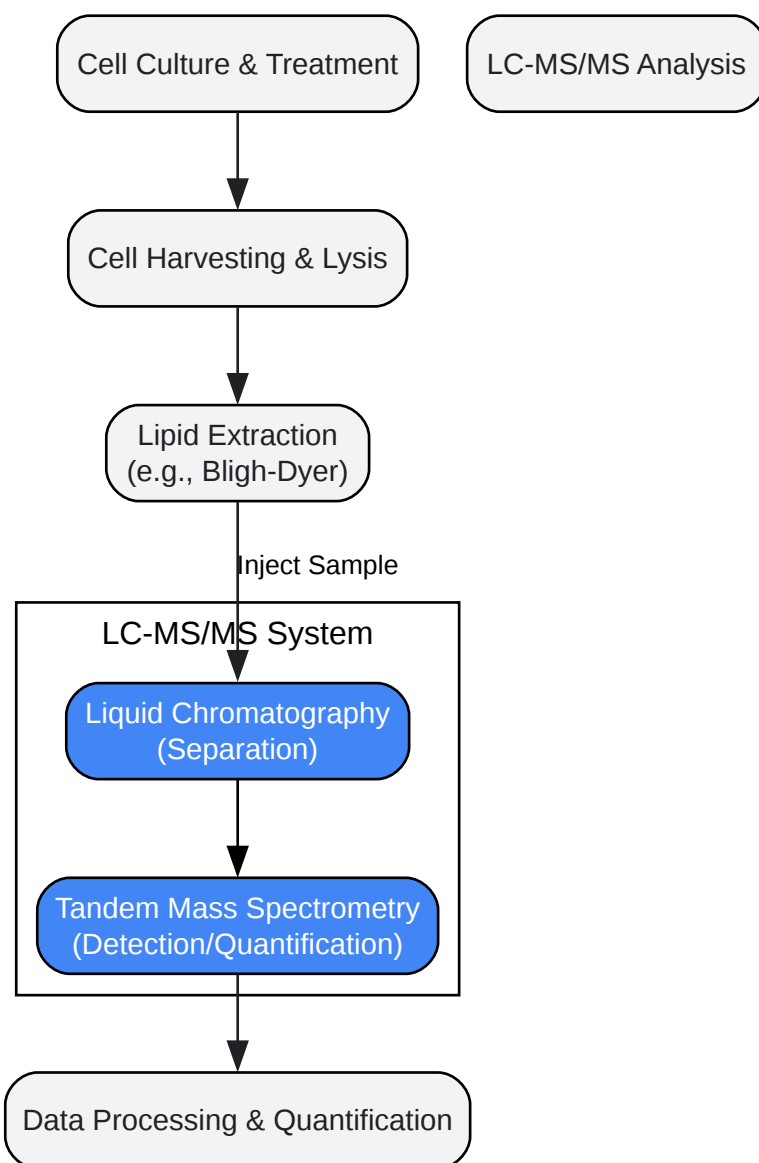 Cell Culture & Treatment
LC-MS/MS Analysis
Cell Harvesting & Lysis
Lipid Extraction
(e.g., Bligh-Dyer)
Inject Sample
LC-MS/MS System
Liquid Chromatography
(Separation)
Tandem Mass Spectrometry
(Detection/Quantification)
Data Processing & Quantification